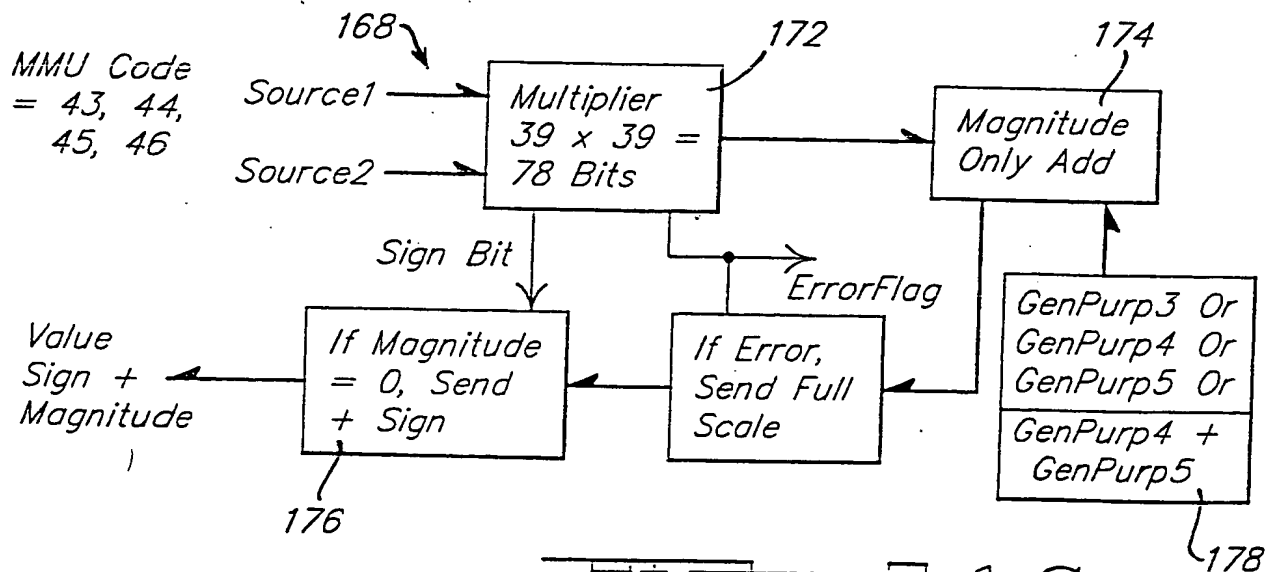 168
172
174
MMU Code
= 43, 44,
45, 46
Source1
Source2
Multiplier
39 x 39 =
78 Bits
Magnitude
Only Add
Sign Bit
ErrorFlag
GenPurp3 Or
GenPurp4 Or
GenPurp5 Or
GenPurp4 +
GenPurp5
Value
Sign +
Magnitude
If Magnitude
= 0, Send
+ Sign
If Error,
Send Full
Scale
176
178